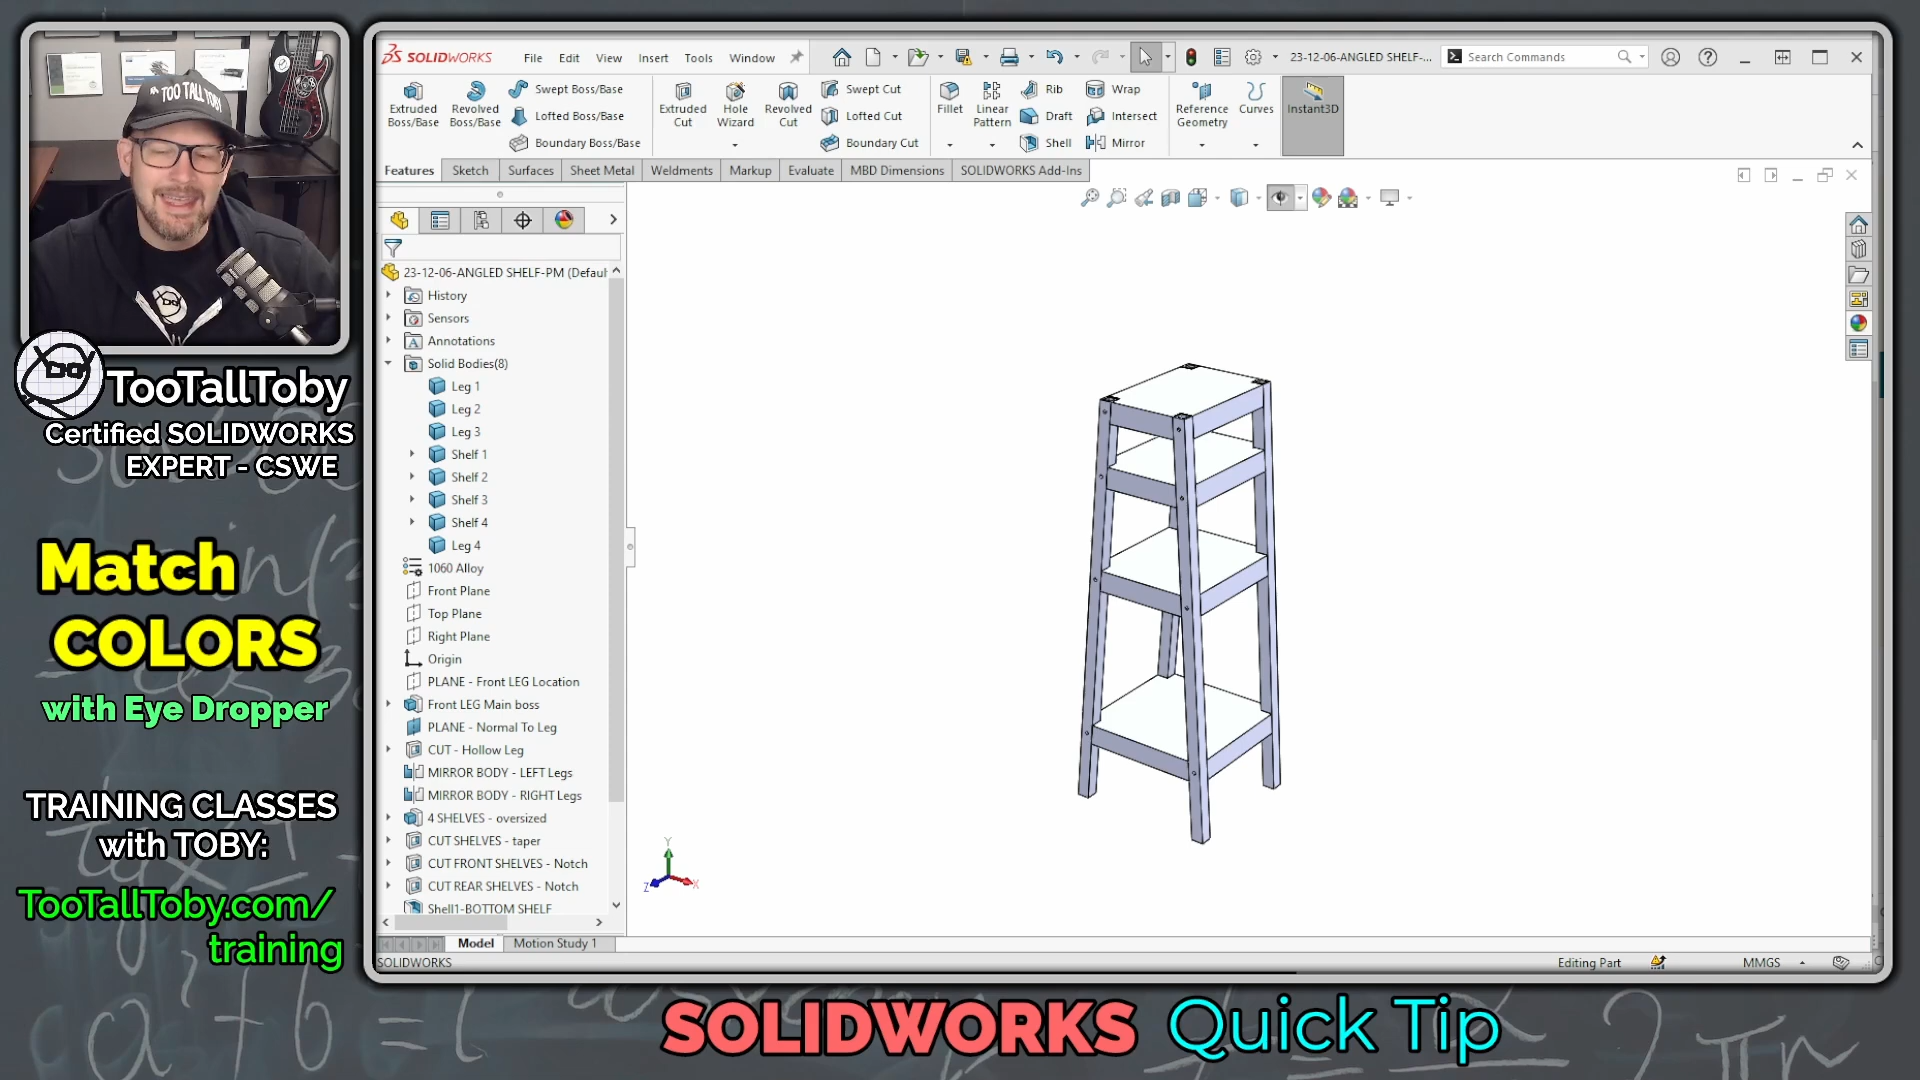 SOLIDWORKS
File Edit View Insert Tools Window
23-12-06-ANGLED SHELF-...
Search Commands
Extruded Boss/Base
Revolved Boss/Base
Swept Boss/Base
Lofted Boss/Base
Boundary Boss/Base
Extruded Cut
Hole Wizard
Revolved Cut
Swept Cut
Lofted Cut
Boundary Cut
Fillet
Linear Pattern
Rib
Draft
Shell
Wrap
Intersect
Mirror
Reference Geometry
Curves
Instant3D
Features Sketch Surfaces Sheet Metal Weldments Markup Evaluate MBD Dimensions SOLIDWORKS Add-Ins
23-12-06-ANGLED SHELF-PM (Defaul
History
Sensors
Annotations
Solid Bodies(8)
Leg 1
Leg 2
Leg 3
Shelf 1
Shelf 2
Shelf 3
Shelf 4
Leg 4
1060 Alloy
Front Plane
Top Plane
Right Plane
Origin
PLANE - Front LEG Location
Front LEG Main boss
PLANE - Normal To Leg
CUT - Hollow Leg
MIRROR BODY - LEFT Legs
MIRROR BODY - RIGHT Legs
4 SHELVES - oversized
CUT SHELVES - taper
CUT FRONT SHELVES - Notch
CUT REAR SHELVES - Notch
Shell1-BOTTOM SHELF
Y
Z
X
Model Motion Study 1
SOLIDWORKS
Editing Part
MMGS
TOO TALL TOBY
TooTallToby
Certified SOLIDWORKS
EXPERT - CSWE
Match
COLORS
with Eye Dropper
TRAINING CLASSES
with TOBY:
TooTallToby.com/
training
SOLIDWORKS Quick Tip